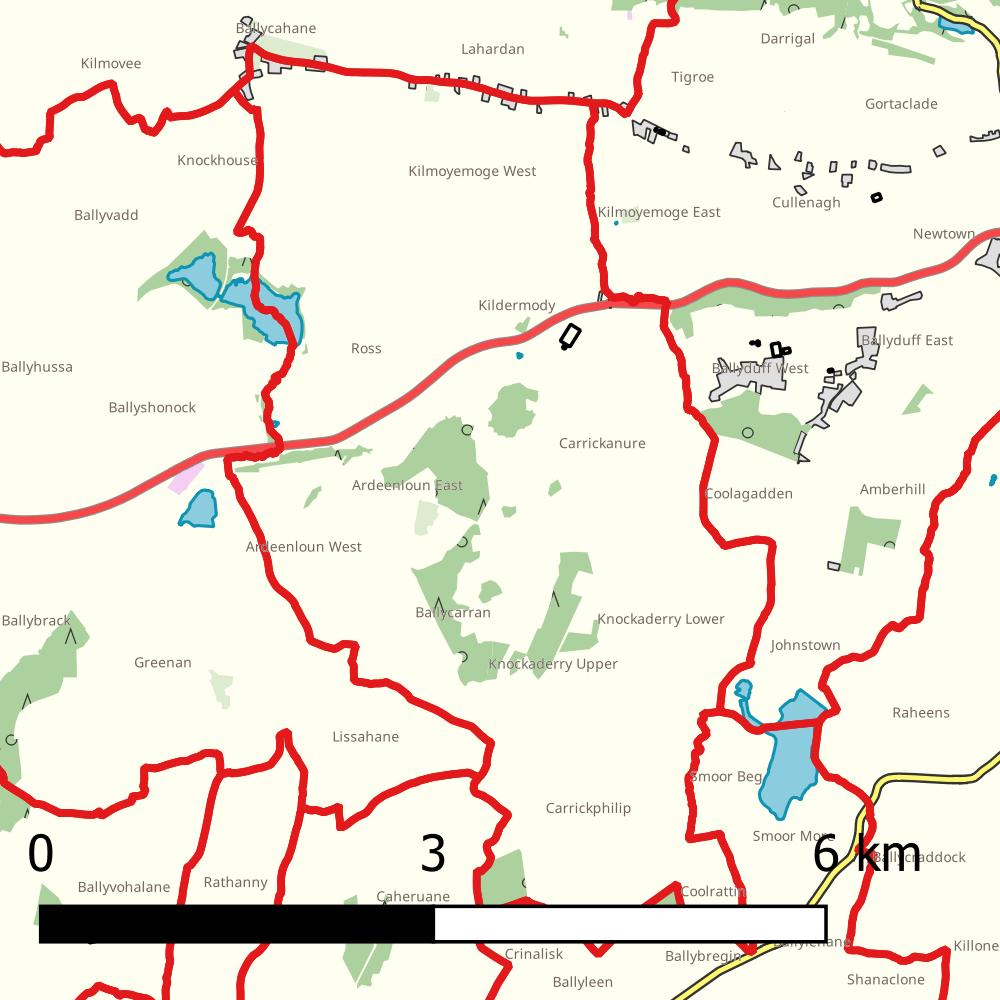 Ballycahane
Lahardan
Darrigal
Kilmovee
Tigroe
Gortaclade
Knockhouse
Kilmoyemoge West
Cullenagh
Ballyvadd
Kilmoyemoge East
Newtown
Kildermody
Ross
Ballyduff East
Ballyhussa
Ballyduff West
Ballyshonock
Carrickanure
Ardeenloun East
Coolagadden
Amberhill
Ardeenloun West
Ballybrack
Ballycarran
Knockaderry Lower
Johnstown
Greenan
Knockaderry Upper
Raheens
Lissahane
Smoor Beg
Carrickphilip
Smoor More
0
3
6 km
Ballycraddock
Ballyvohalane
Rathanny
Caheruane
Coolrattin
Ballylenane
Killone
Crinalisk
Ballybregin
Ballyleen
Shanaclone